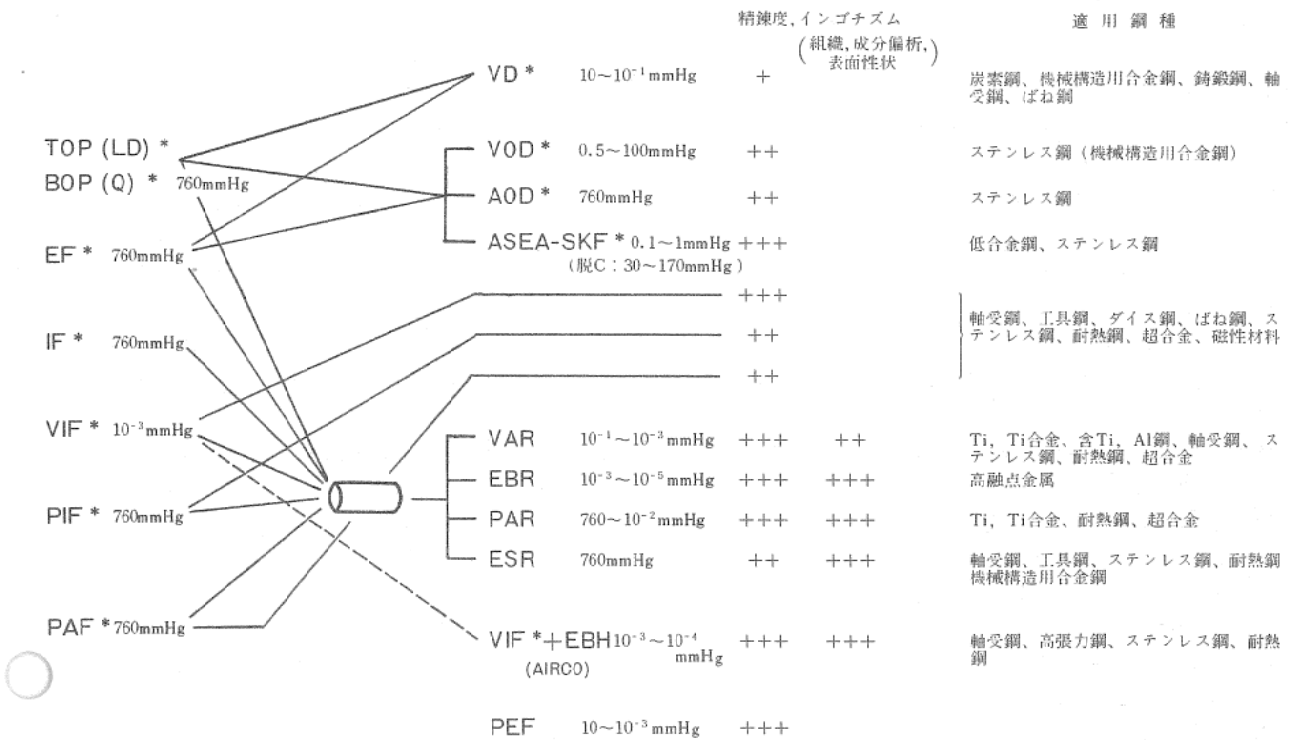 精錬度,インゴチズム 適用鋼種
(組織,成分偏析,
表面性状)
VD* 10~10⁻¹mmHg +
炭素鋼、機械構造用合金鋼、鋳鍛鋼、軸
受鋼、ばね鋼
TOP (LD) *
BOP (Q) * 760mmHg
VOD* 0.5~100mmHg ++ ステンレス鋼(機械構造用合金鋼)
AOD* 760mmHg ++ ステンレス鋼
EF* 760mmHg
ASEA-SKF* 0.1~1mmHg +++ 低合金鋼、ステンレス鋼
(脱C:30~170mmHg)
+++
++
++
軸受鋼、工具鋼、ダイス鋼、ばね鋼、ス
テンレス鋼、耐熱鋼、超合金、磁性材料
IF* 760mmHg
VIF* 10⁻³mmHg
VAR 10⁻¹~10⁻³mmHg +++ ++
Ti,Ti合金、含Ti,Al鋼、軸受鋼、ス
テンレス鋼、耐熱鋼、超合金
EBR 10⁻³~10⁻⁵mmHg +++ +++ 高融点金属
PIF* 760mmHg
PAR 760~10⁻²mmHg +++ +++ Ti,Ti合金、耐熱鋼、超合金
ESR 760mmHg ++ +++
軸受鋼、工具鋼、ステンレス鋼、耐熱鋼
機械構造用合金鋼
PAF*760mmHg
VIF*+EBH10⁻³~10⁻⁴
mmHg +++ +++
(AIRCO)
軸受鋼、高張力鋼、ステンレス鋼、耐熱
鋼
PEF 10~10⁻³mmHg +++